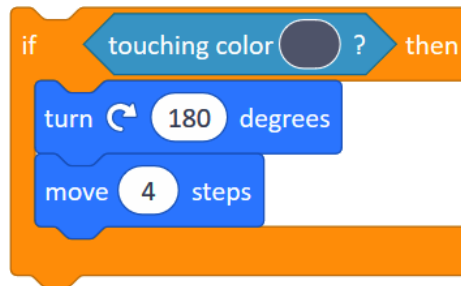 if touching color ? then
turn 180 degrees
move 4 steps